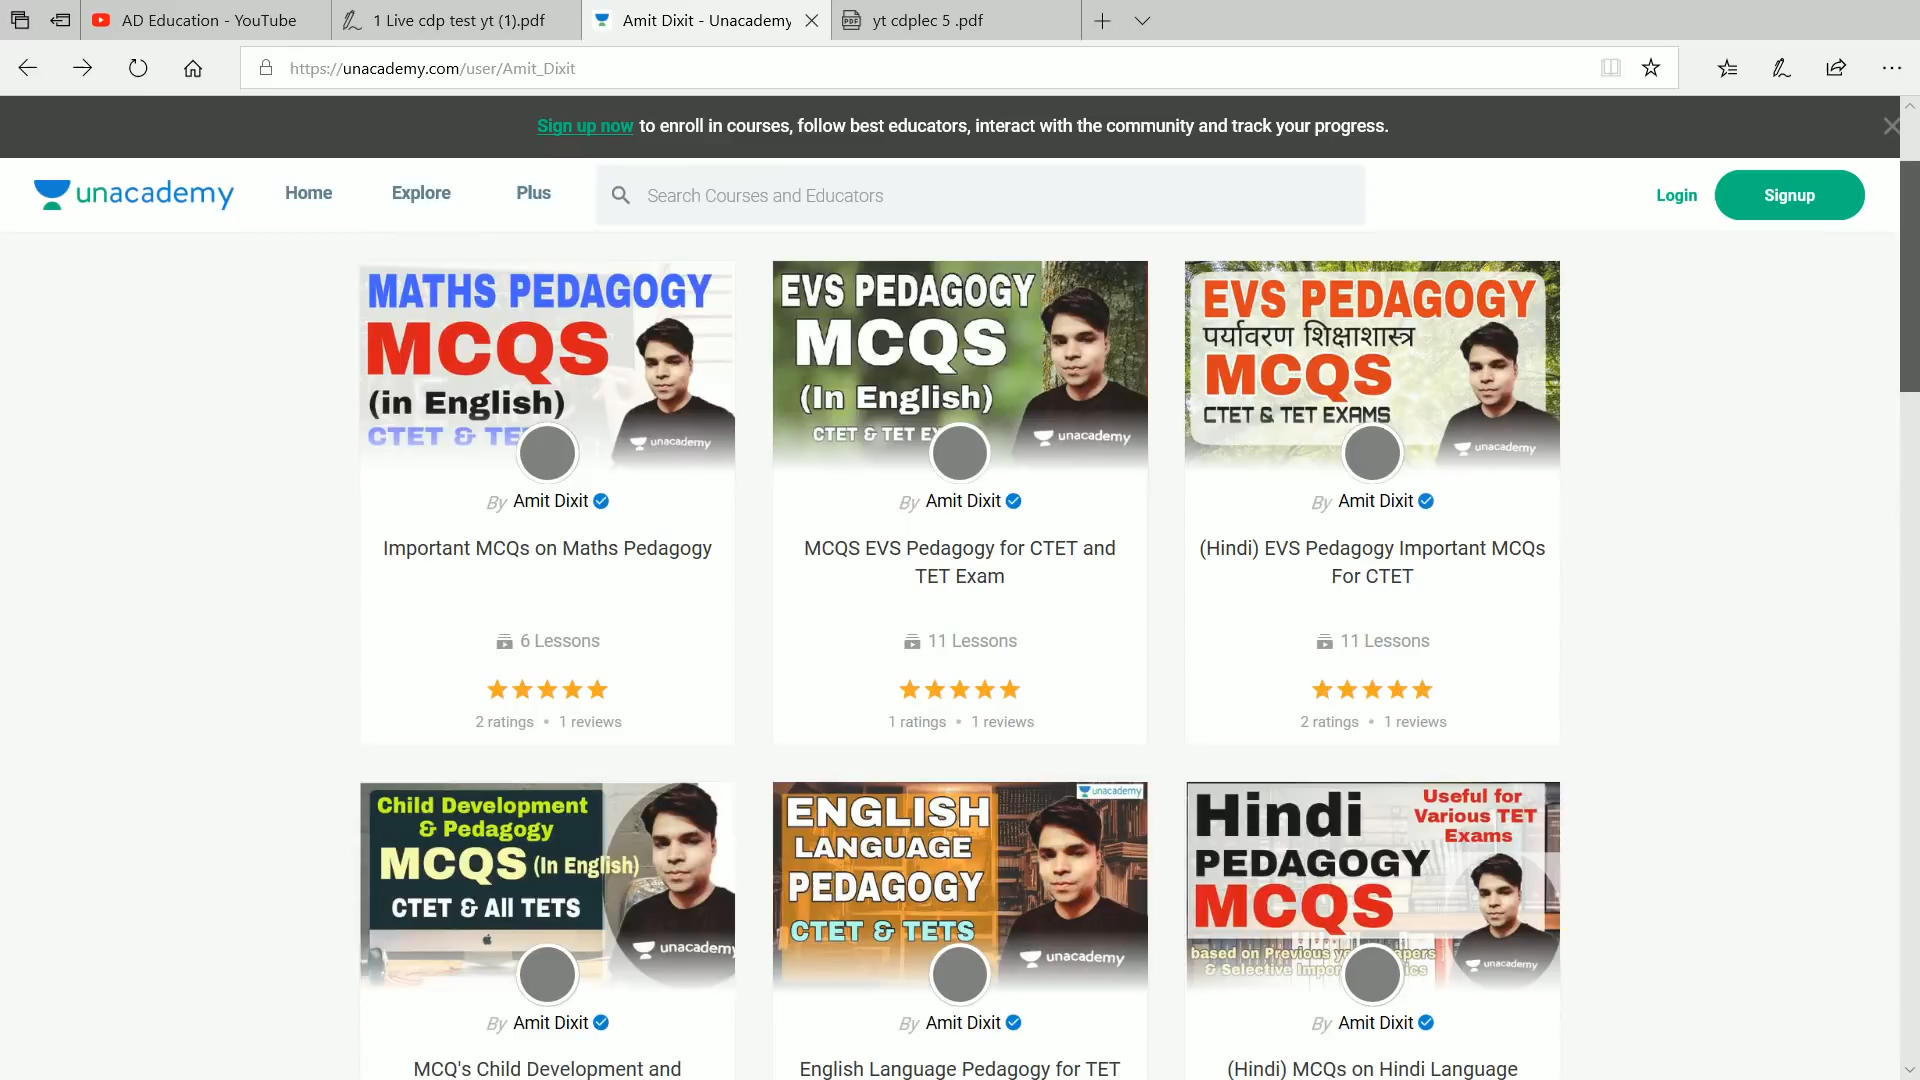 AD Education - YouTube
1 Live cdp test yt (1).pdf
Amit Dixit - Unacademy
yt cdplec 5 .pdf
https://unacademy.com/user/Amit_Dixit
Sign up now to enroll in courses, follow best educators, interact with the community and track your progress.
unacademy
Home
Explore
Plus
Search Courses and Educators
Login
Signup
MATHS PEDAGOGY
MCQS
(in English)
CTET & TE
unacademy
By Amit Dixit
Important MCQs on Maths Pedagogy
6 Lessons
2 ratings • 1 reviews
EVS PEDAGOGY
MCQS
(In English)
CTET & TET EX
unacademy
By Amit Dixit
MCQS EVS Pedagogy for CTET and
TET Exam
11 Lessons
1 ratings • 1 reviews
EVS PEDAGOGY
पर्यावरण शिक्षाशास्त्र
MCQS
CTET & TET EXAMS
unacademy
By Amit Dixit
(Hindi) EVS Pedagogy Important MCQs
For CTET
11 Lessons
2 ratings • 1 reviews
Child Development
& Pedagogy
MCQS (In English)
CTET & All TETS
unacademy
By Amit Dixit
MCQ's Child Development and
unacademy
ENGLISH
LANGUAGE
PEDAGOGY
CTET & TETS
unacademy
By Amit Dixit
English Language Pedagogy for TET
Hindi
PEDAGOGY
MCQS
Useful for
Various TET
Exams
based on Previous
& Selective
unacademy
By Amit Dixit
(Hindi) MCQs on Hindi Language